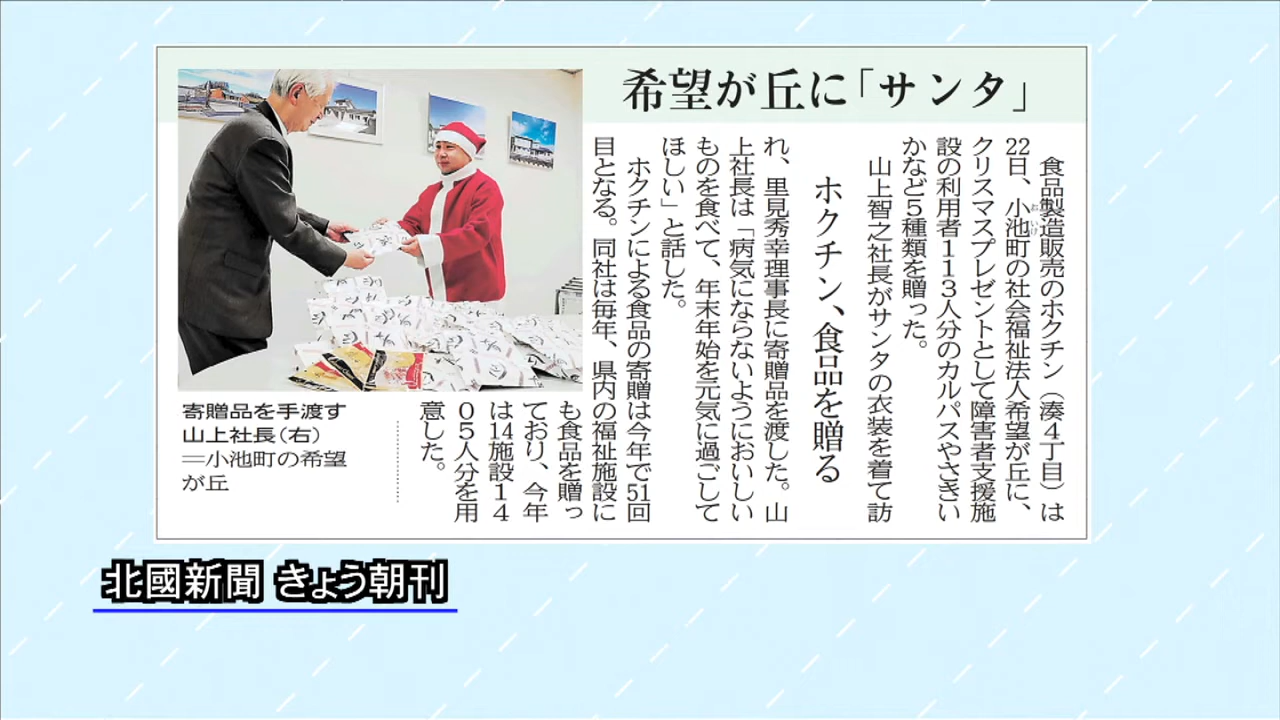 希望が丘に「サンタ」
食品製造販売のホクチン(湊4丁目)は
22日、小池町の社会福祉法人希望が丘に、
おいけ
クリスマスプレゼントとして障害者支援施
設の利用者113人分のカルパスやさきい
かなど5種類を贈った。
山上智之社長がサンタの衣装を着て訪
ホクチン、食品を贈る
れ、里見秀幸理事長に寄贈品を渡した。山
上社長は「病気にならないようにおいしい
ものを食べて、年末年始を元気に過ごして
ほしい」と話した。
ホクチンによる食品の寄贈は今年で51回
目となる。同社は毎年、県内の福祉施設に
も食品を贈っ
ており、今年
は14施設14
05人分を用
意した。
寄贈品を手渡す
山上社長(右)
=小池町の希望
が丘
北國新聞 きょう朝刊